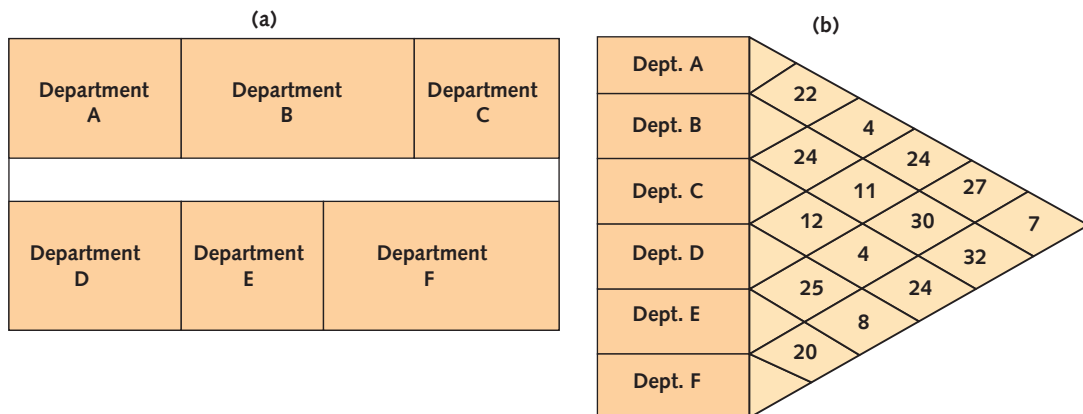 (a)
Department
A
Department
B
Department
C
Department
D
Department
E
Department
F
(b)
Dept. A
Dept. B
Dept. C
Dept. D
Dept. E
Dept. F
22
4
24
24
11
27
12
30
7
4
32
25
24
8
20